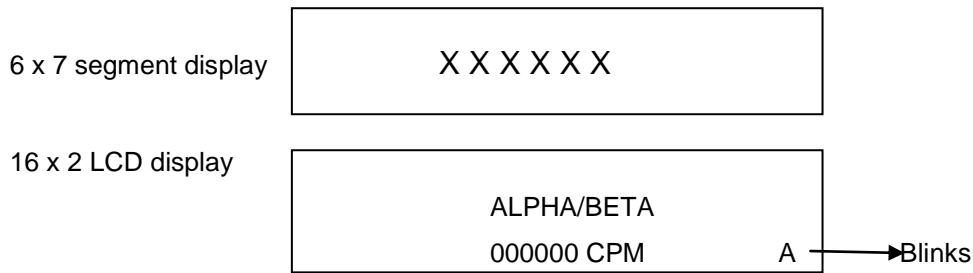 6 x 7 segment display X X X X X X
16 x 2 LCD display
ALPHA/BETA
000000 CPM A Blinks